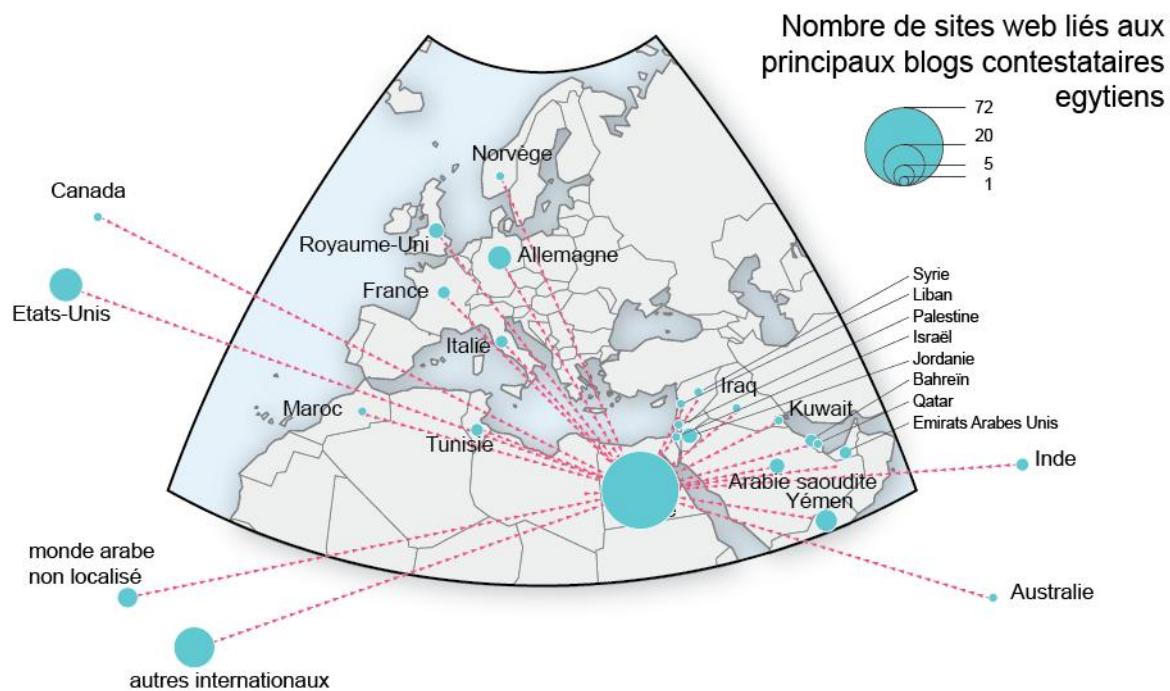 Nombre de sites web liés aux
principaux blogs contestataires
egytiens
72
20
5
1
Norvège
Canada
Royaume-Uni
Allemagne
Etats-Unis
France
Italie
Syrie
Liban
Palestine
Israël
Jordanie
Bahreïn
Qatar
Emirats Arabes Unis
Iraq
Kuwait
Maroc
Tunisie
Inde
Arabie saoudite
Yémen
monde arabe
non localisé
Australie
autres internationaux